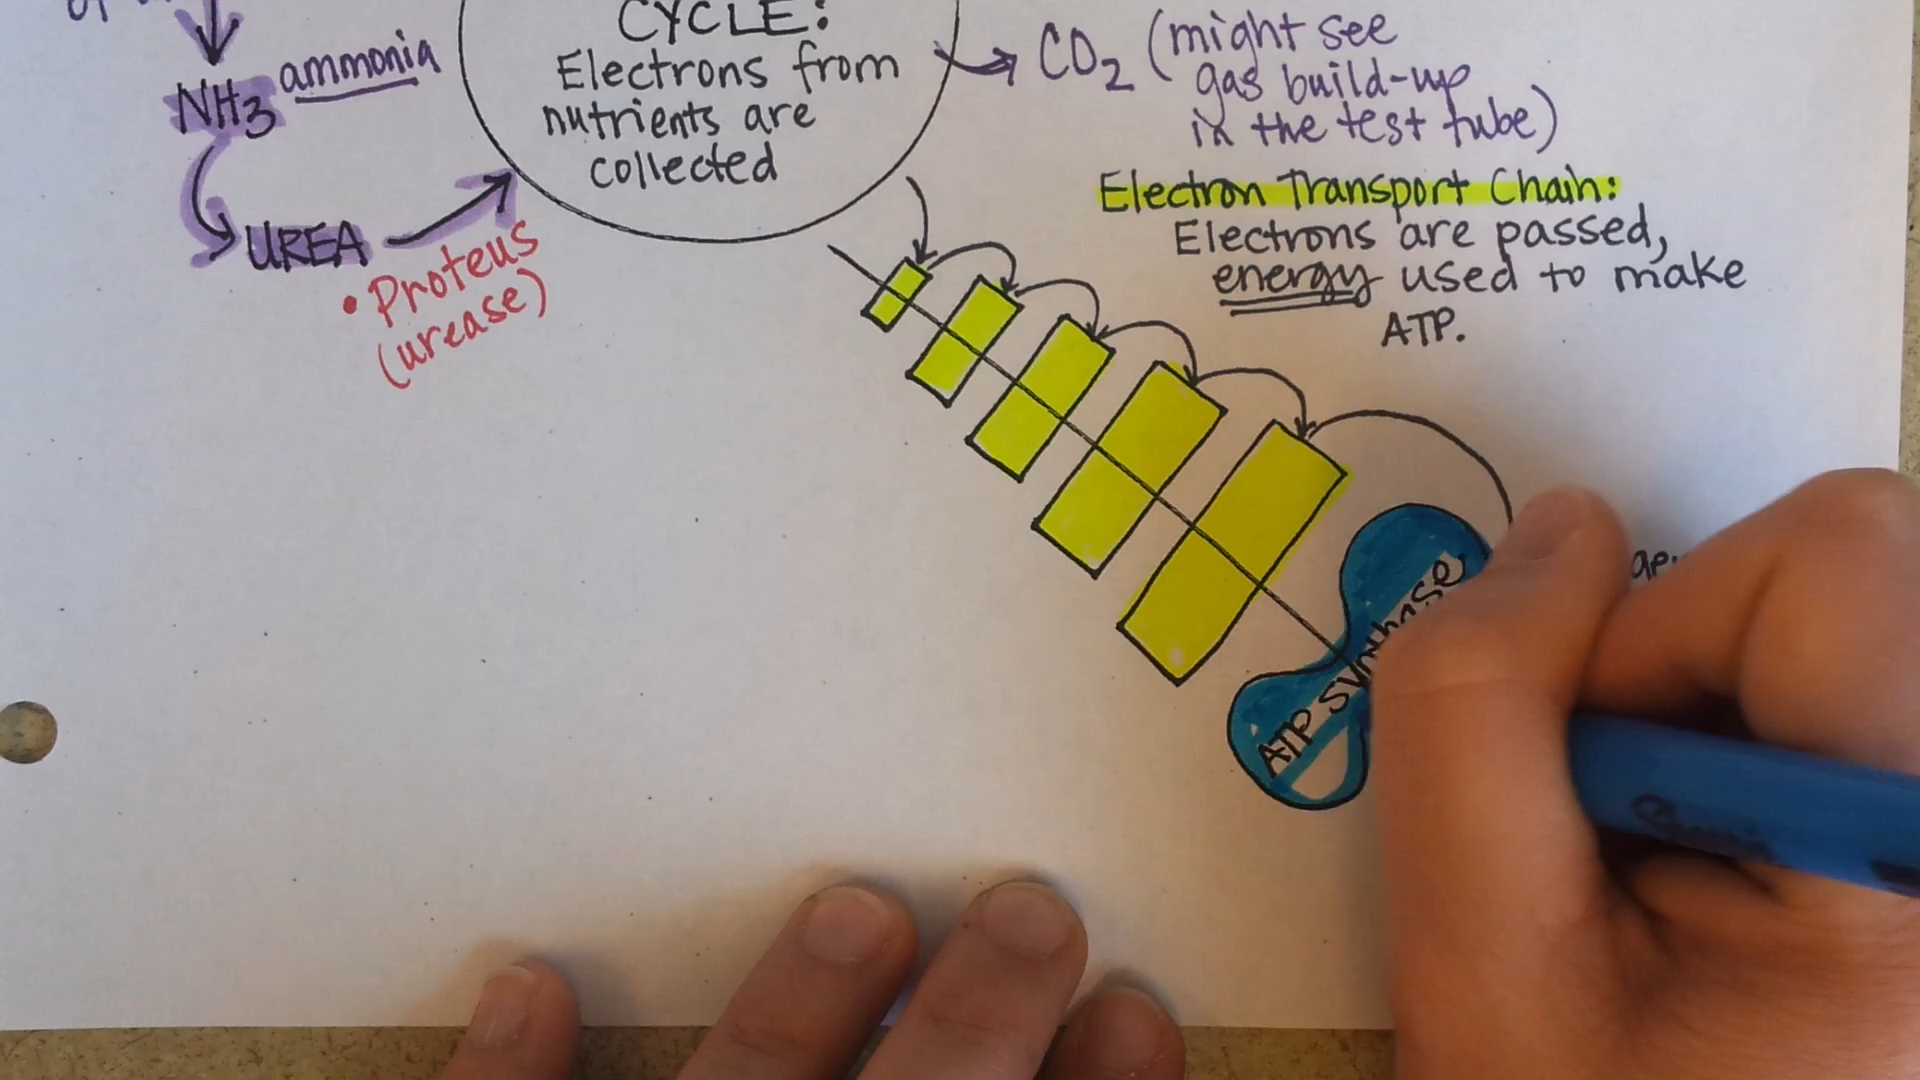 CYCLE:
Electrons from
nutrients are
collected
NH3
ammonia
UREA
• Proteus
(urease)
CO2 (might see
gas build-up
in the test tube)
Electron Transport Chain:
Electrons are passed,
energy used to make
ATP.
ATP Synthase